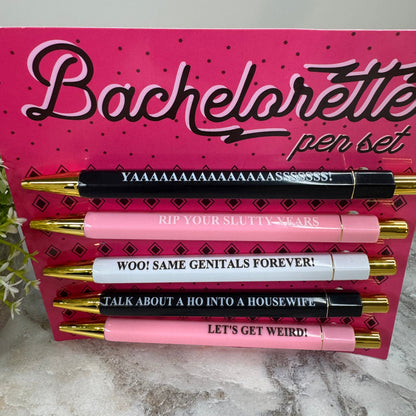 Bachelorette
pen set
YAAAAAAAAAAAAAAAASSSSSSS!
RIP YOUR SLUTTY YEARS
WOO! SAME GENITALS FOREVER!
TALK ABOUT A HO INTO A HOUSEWIFE
LET'S GET WEIRD!